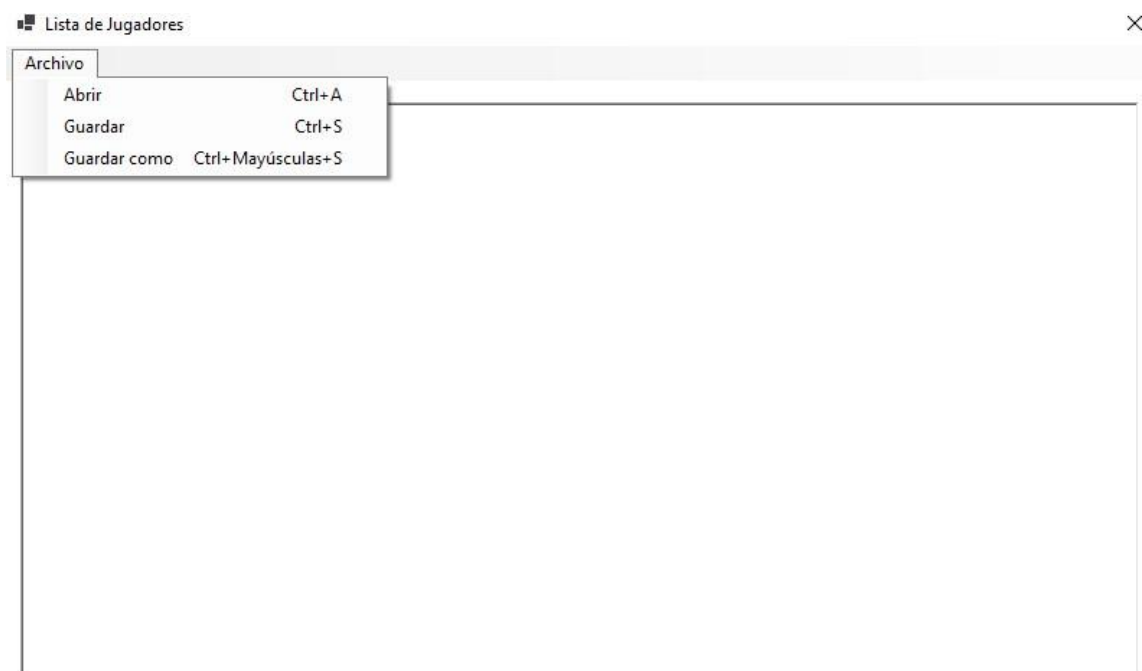 Lista de Jugadores
Archivo
Abrir Ctrl+A
Guardar Ctrl+S
Guardar como Ctrl+Mayúsculas+S